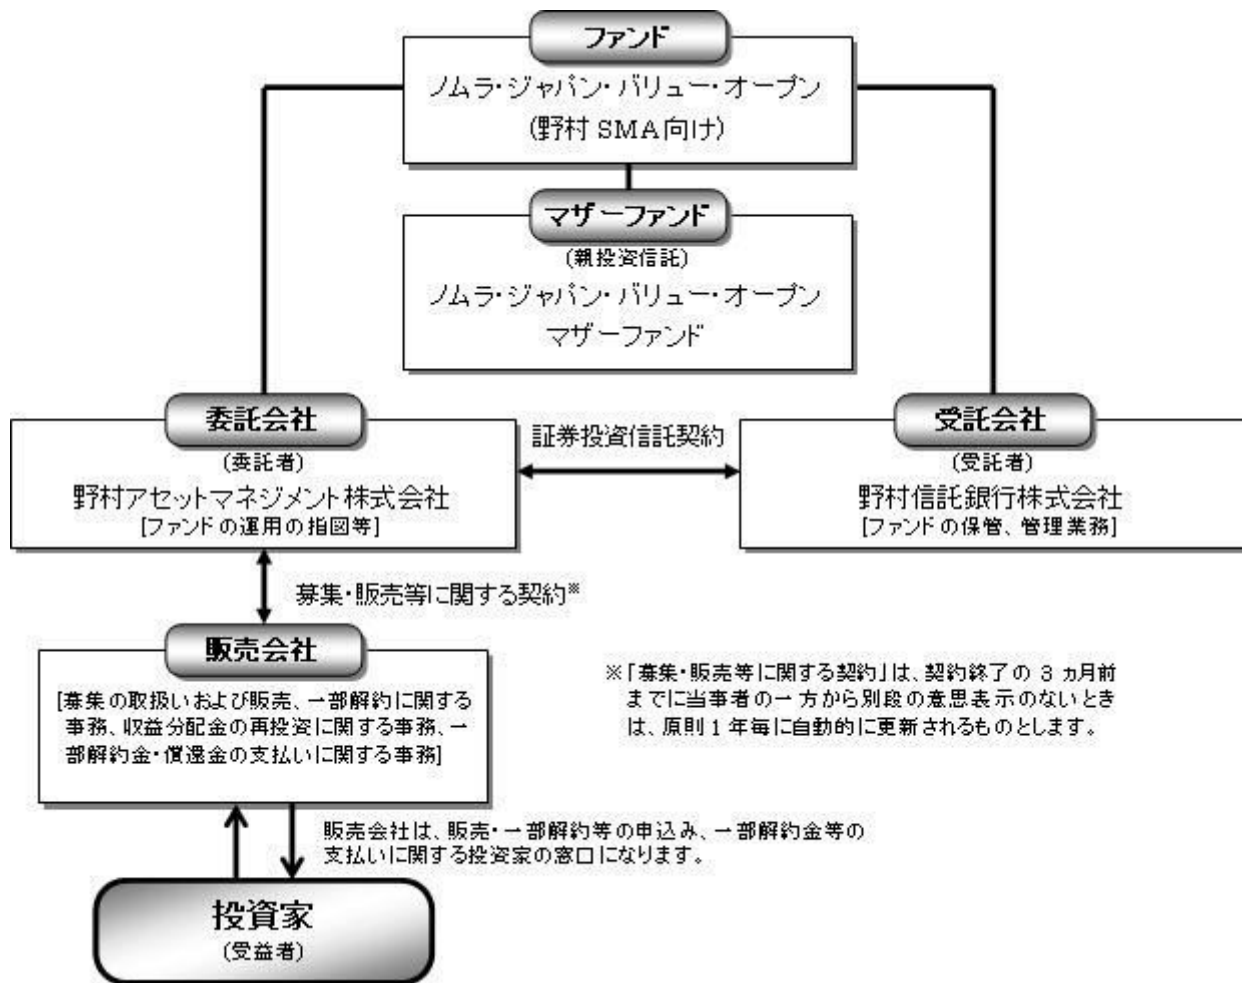 ファンド
ノムラ・ジャパン・バリュー・オープン
(野村 SMA 向け)
マザーファンド
(親投資信託)
ノムラ・ジャパン・バリュー・オープン
マザーファンド
委託会社
(委託者)
野村アセットマネジメント株式会社
[ファンドの運用の指図等]
証券投資信託契約
受託会社
(受託者)
野村信託銀行株式会社
[ファンドの保管、管理業務]
募集・販売等に関する契約※
販売会社
[募集の取扱いおよび販売、一部解約に関する
事務、収益分配金の再投資に関する事務、一
部解約金・償還金の支払いに関する事務]
※「募集・販売等に関する契約」は、契約終了の 3 ヵ月前
までに当事者の一方から別段の意思表示のないとき
は、原則 1 年毎に自動的に更新されるものとします。
販売会社は、販売・一部解約等の申込み、一部解約金等の
支払いに関する投資家の窓口になります。
投資家
(受益者)